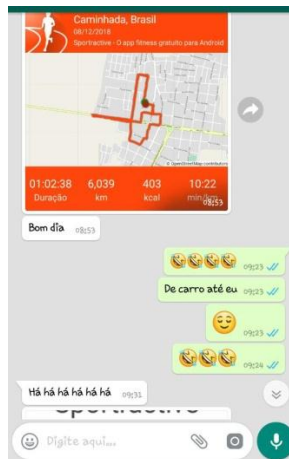 Caminhada, Brasil
08/12/2018
Sportractive - O app fitness gratuito para Android
© OpenStreetMap contributors
01:02:38 6,039 403 10:22
Duração km kcal min/km
08:53
Bom día 08:53
09:23
De carro até eu 09:23
09:23
09:24
Há há há há há há 09:31
Sportractive
Digite aqui...